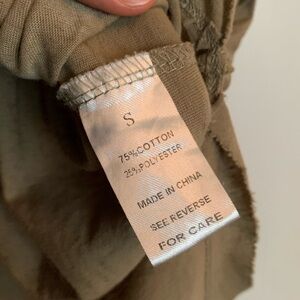 S
75%COTTON
25%POLYESTER
MADE IN CHINA
SEE REVERSE
FOR CARE